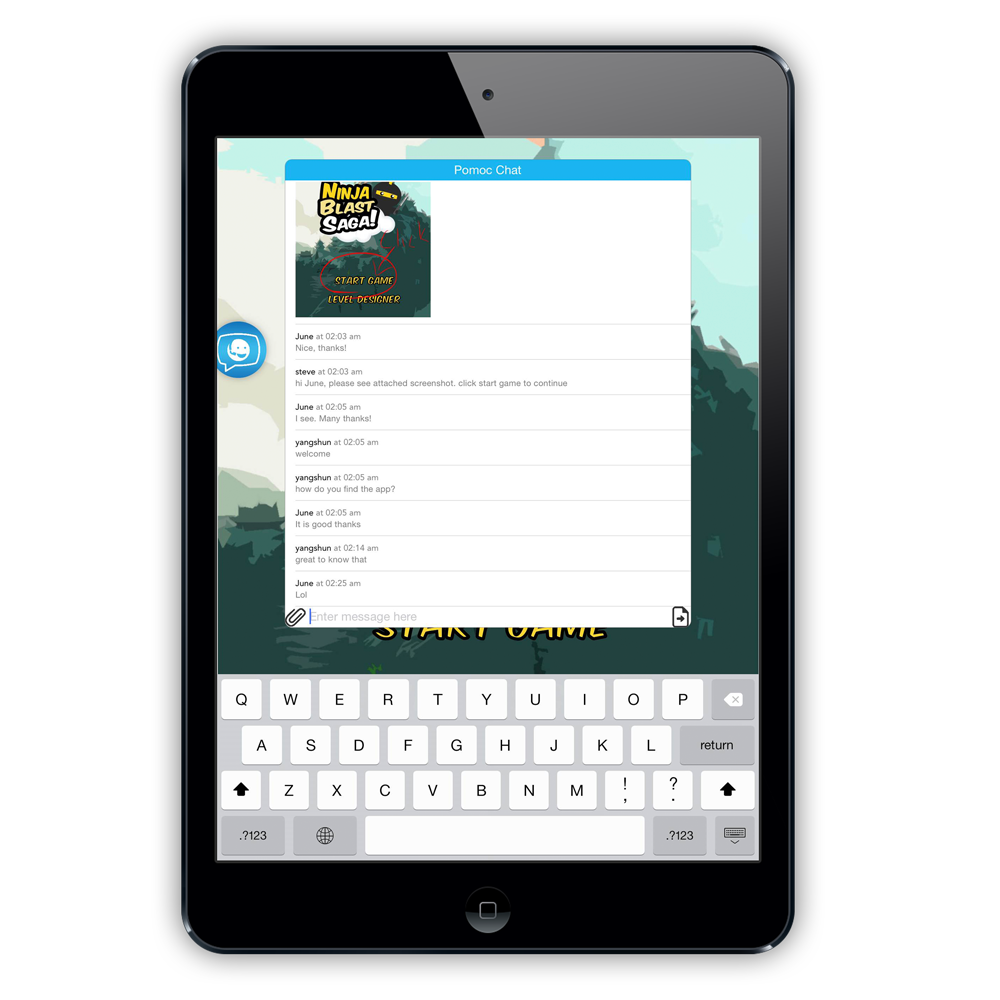 Pomoc Chat
NINJA
BLAST
SAGA!
Click
START GAME
LEVEL DESIGNER
June at 02:03 am
Nice, thanks!
steve at 02:03 am
hi June, please see attached screenshot. click start game to continue
June at 02:05 am
I see. Many thanks!
yangshun at 02:05 am
welcome
yangshun at 02:05 am
how do you find the app?
June at 02:05 am
It is good thanks
yangshun at 02:14 am
great to know that
June at 02:25 am
Lol
Enter message here
START GAME
Q W E R T Y U I O P
A S D F G H J K L return
Z X C V B N M ! , ? .
.?123 .?123